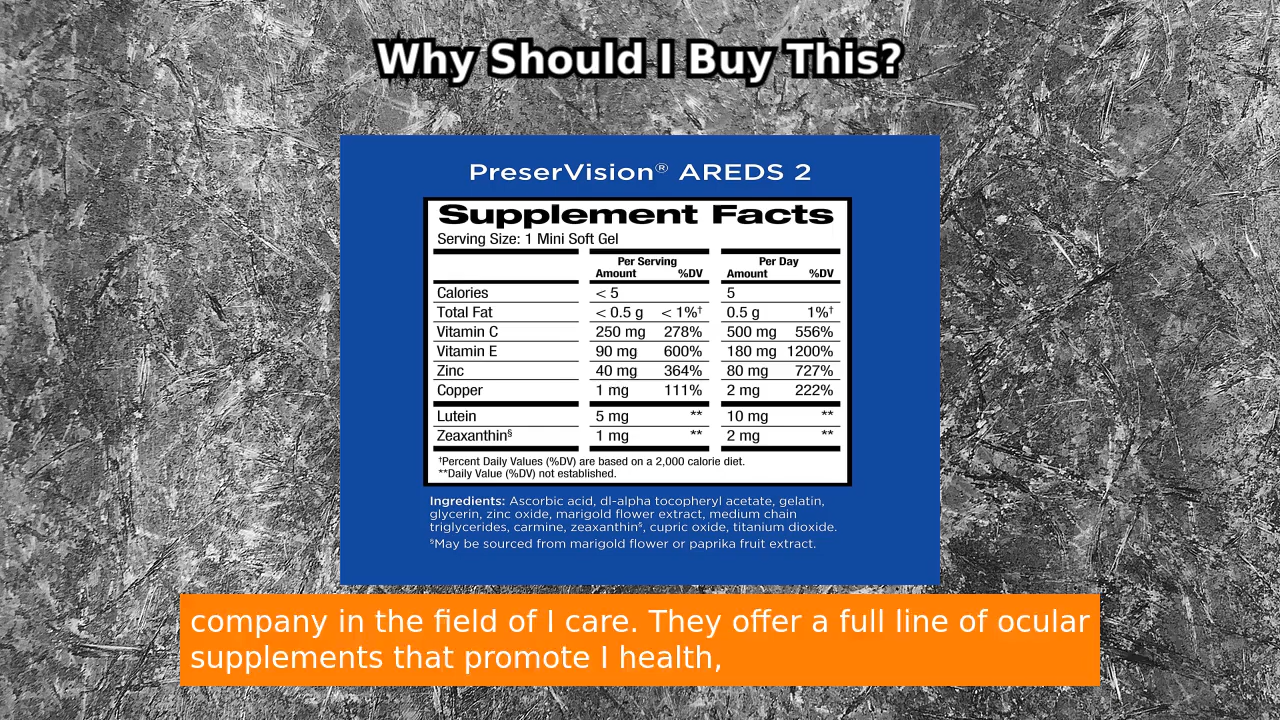 Why Should I Buy This?
PreserVision® AREDS 2
Supplement Facts
Serving Size: 1 Mini Soft Gel
Per Serving Per Day
Amount %DV Amount %DV
Calories < 5 5
Total Fat < 0.5 g < 1%† 0.5 g 1%†
Vitamin C 250 mg 278% 500 mg 556%
Vitamin E 90 mg 600% 180 mg 1200%
Zinc 40 mg 364% 80 mg 727%
Copper 1 mg 111% 2 mg 222%
Lutein 5 mg ** 10 mg **
Zeaxanthin§ 1 mg ** 2 mg **
†Percent Daily Values (%DV) are based on a 2,000 calorie diet.
**Daily Value (%DV) not established.
Ingredients: Ascorbic acid, dl-alpha tocopheryl acetate, gelatin,
glycerin, zinc oxide, marigold flower extract, medium chain
triglycerides, carmine, zeaxanthin§, cupric oxide, titanium dioxide.
§May be sourced from marigold flower or paprika fruit extract.
company in the field of I care. They offer a full line of ocular
supplements that promote I health,